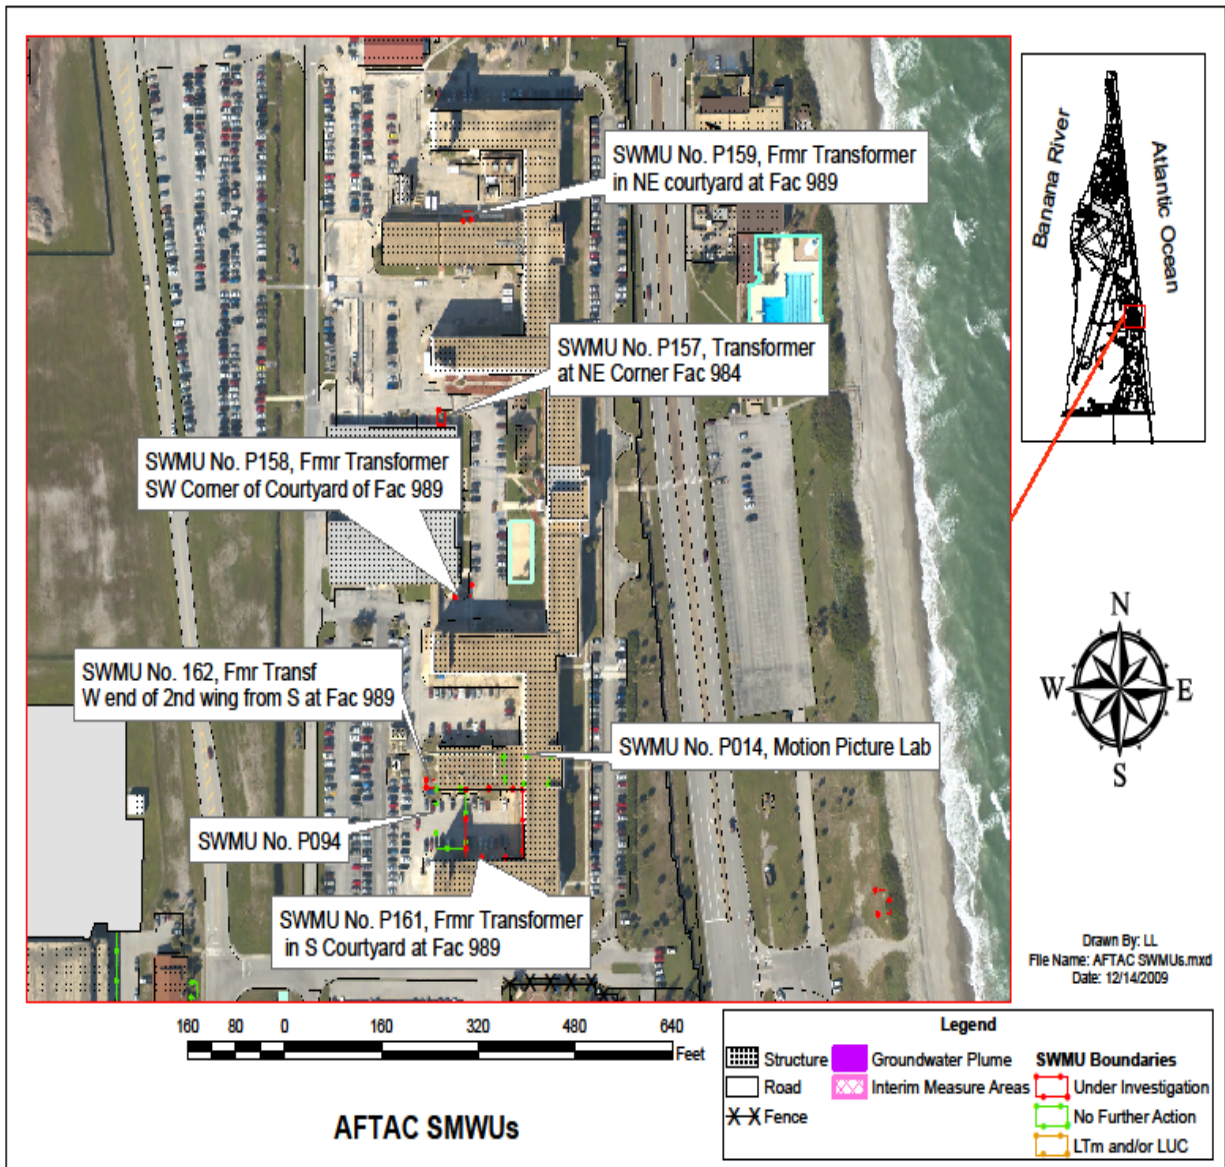 SWMU No. P159, Frmr Transformer
in NE courtyard at Fac 989
SWMU No. P157, Transformer
at NE Corner Fac 984
SWMU No. P158, Frmr Transformer
SW Corner of Courtyard of Fac 989
SWMU No. 162, Fmr Transf
W end of 2nd wing from S at Fac 989
SWMU No. P014, Motion Picture Lab
SWMU No. P094
SWMU No. P161, Frmr Transformer
in S Courtyard at Fac 989
Banana River
Atlantic Ocean
N
W
E
S
Drawn By: LL
File Name: AFTAC SWMUs.mxd
Date: 12/14/2009
160 80 0 160 320 480 640
Feet
AFTAC SMWUs
Legend
Structure
Road
Fence
Groundwater Plume
Interim Measure Areas
SWMU Boundaries
Under Investigation
No Further Action
LTm and/or LUC